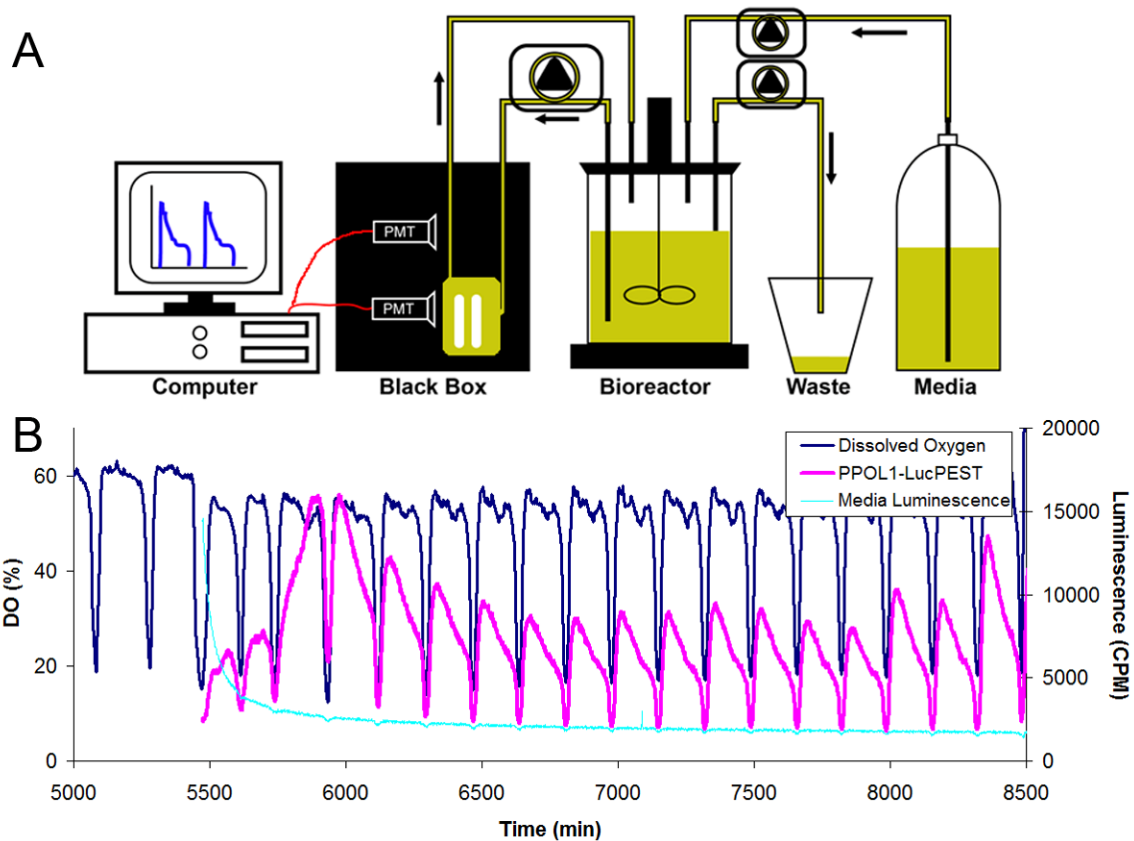 A
PMT
PMT
Computer
Black Box
Bioreactor
Waste
Media
B
20000
15000
10000
5000
0
60
40
20
0
DO (%)
Luminescence (CPM)
Dissolved Oxygen
PPOL1-LucPEST
Media Luminescence
5000 5500 6000 6500 7000 7500 8000 8500
Time (min)